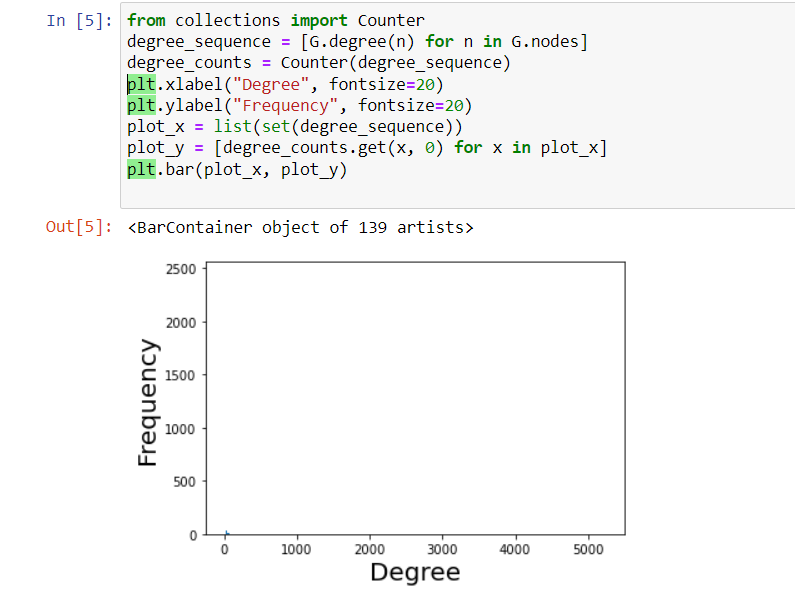 In [5]:
from collections import Counter
degree_sequence = [G.degree(n) for n in G.nodes]
degree_counts = Counter(degree_sequence)
plt.xlabel("Degree", fontsize=20)
plt.ylabel("Frequency", fontsize=20)
plot_x = list(set(degree_sequence))
plot_y = [degree_counts.get(x, 0) for x in plot_x]
plt.bar(plot_x, plot_y)
Out[5]: <BarContainer object of 139 artists>
2500
2000
1500
1000
500
0
Frequency
0 1000 2000 3000 4000 5000
Degree